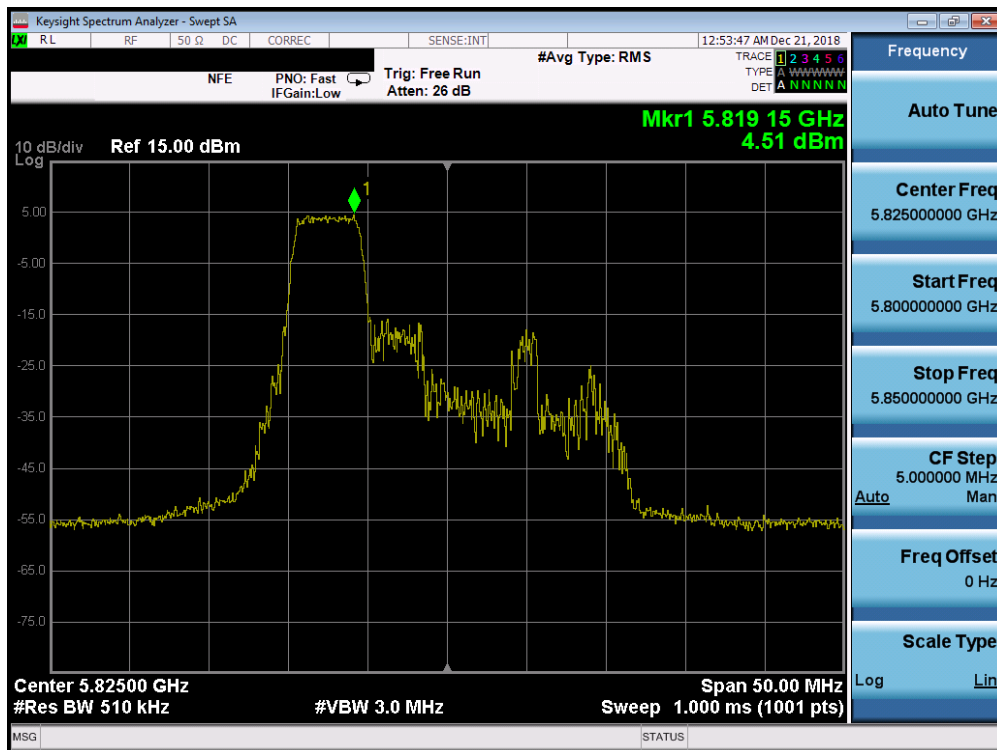 Keysight Spectrum Analyzer - Swept SA
LXI RL RF 50 Ω DC CORREC SENSE:INT 12:53:47 AM Dec 21, 2018
NFE PNO: Fast IFGain:Low Trig: Free Run Atten: 26 dB #Avg Type: RMS
TRACE 1 2 3 4 5 6
TYPE A WWWWW
DET A N N N N N
Mkr1 5.819 15 GHz
4.51 dBm
10 dB/div Ref 15.00 dBm
Log
1
5.00
-5.00
-15.0
-25.0
-35.0
-45.0
-55.0
-65.0
-75.0
Center 5.82500 GHz Span 50.00 MHz
#Res BW 510 kHz #VBW 3.0 MHz Sweep 1.000 ms (1001 pts)
MSG STATUS
Frequency
Auto Tune
Center Freq
5.825000000 GHz
Start Freq
5.800000000 GHz
Stop Freq
5.850000000 GHz
CF Step
5.000000 MHz
Auto Man
Freq Offset
0 Hz
Scale Type
Log Lin